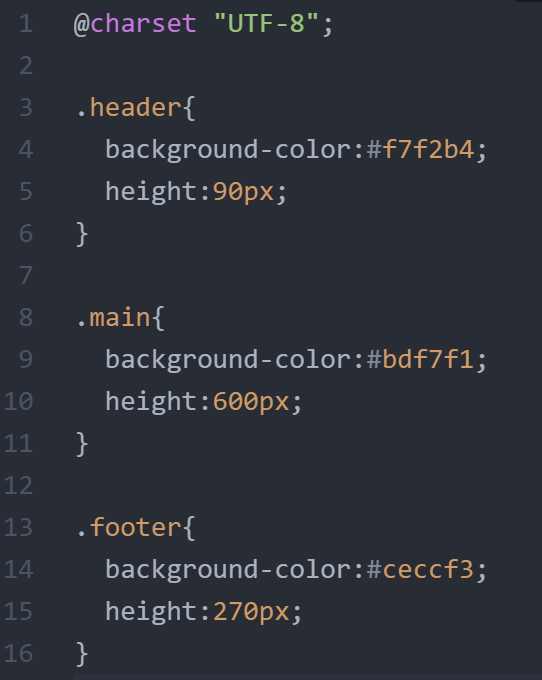 1 @charset "UTF-8";
2
3 .header{
4   background-color:#f7f2b4;
5   height:90px;
6 }
7
8 .main{
9   background-color:#bdf7f1;
10   height:600px;
11 }
12
13 .footer{
14   background-color:#ceccf3;
15   height:270px;
16 }